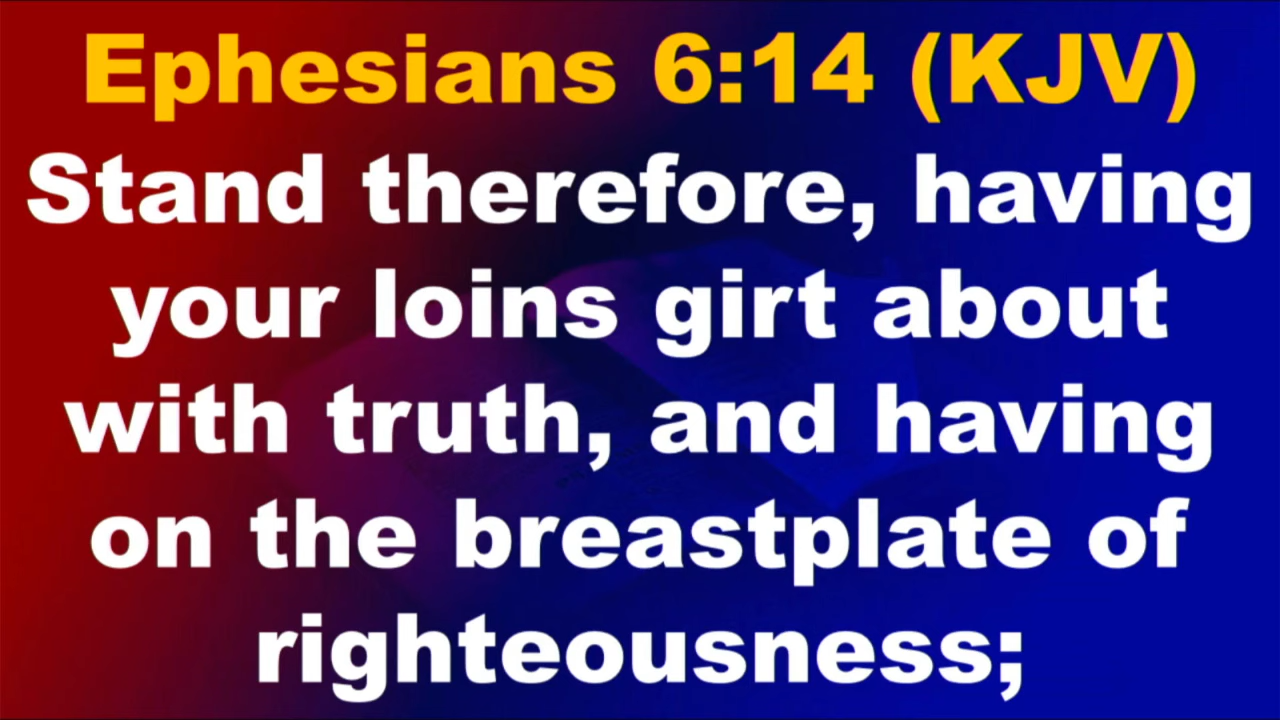 Ephesians 6:14 (KJV)
Stand therefore, having
your loins girt about
with truth, and having
on the breastplate of
righteousness;